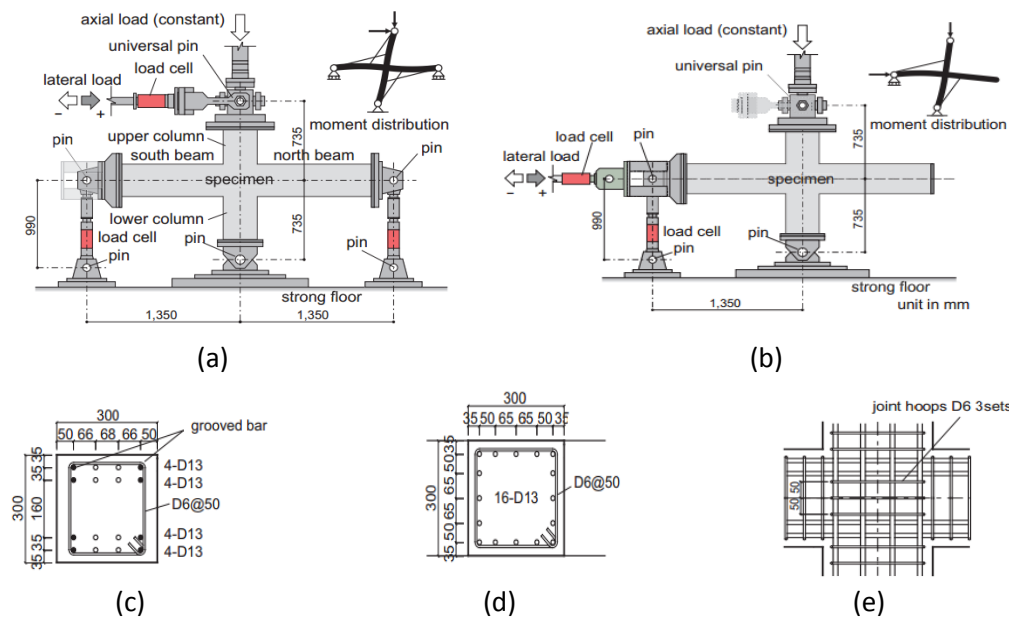 axial load (constant)
universal pin
load cell
lateral load
− +
moment distribution
upper column
pin
south beam
north beam
pin
specimen
735
990
lower column
735
pin
load cell
pin
pin
strong floor
1,350
1,350
(a)
axial load (constant)
universal pin
moment distribution
load cell
pin
lateral load
− +
735
specimen
990
735
load cell
pin
pin
strong floor
1,350
unit in mm
(b)
300
50 66 68 66 50
grooved bar
35
35
4-D13
4-D13
300
160
D6@50
35
35
4-D13
4-D13
(c)
300
35 50 65 65 50 35
35
50
65
300
16-D13
D6@50
65
50
35
(d)
joint hoops D6 3sets
50
50
(e)